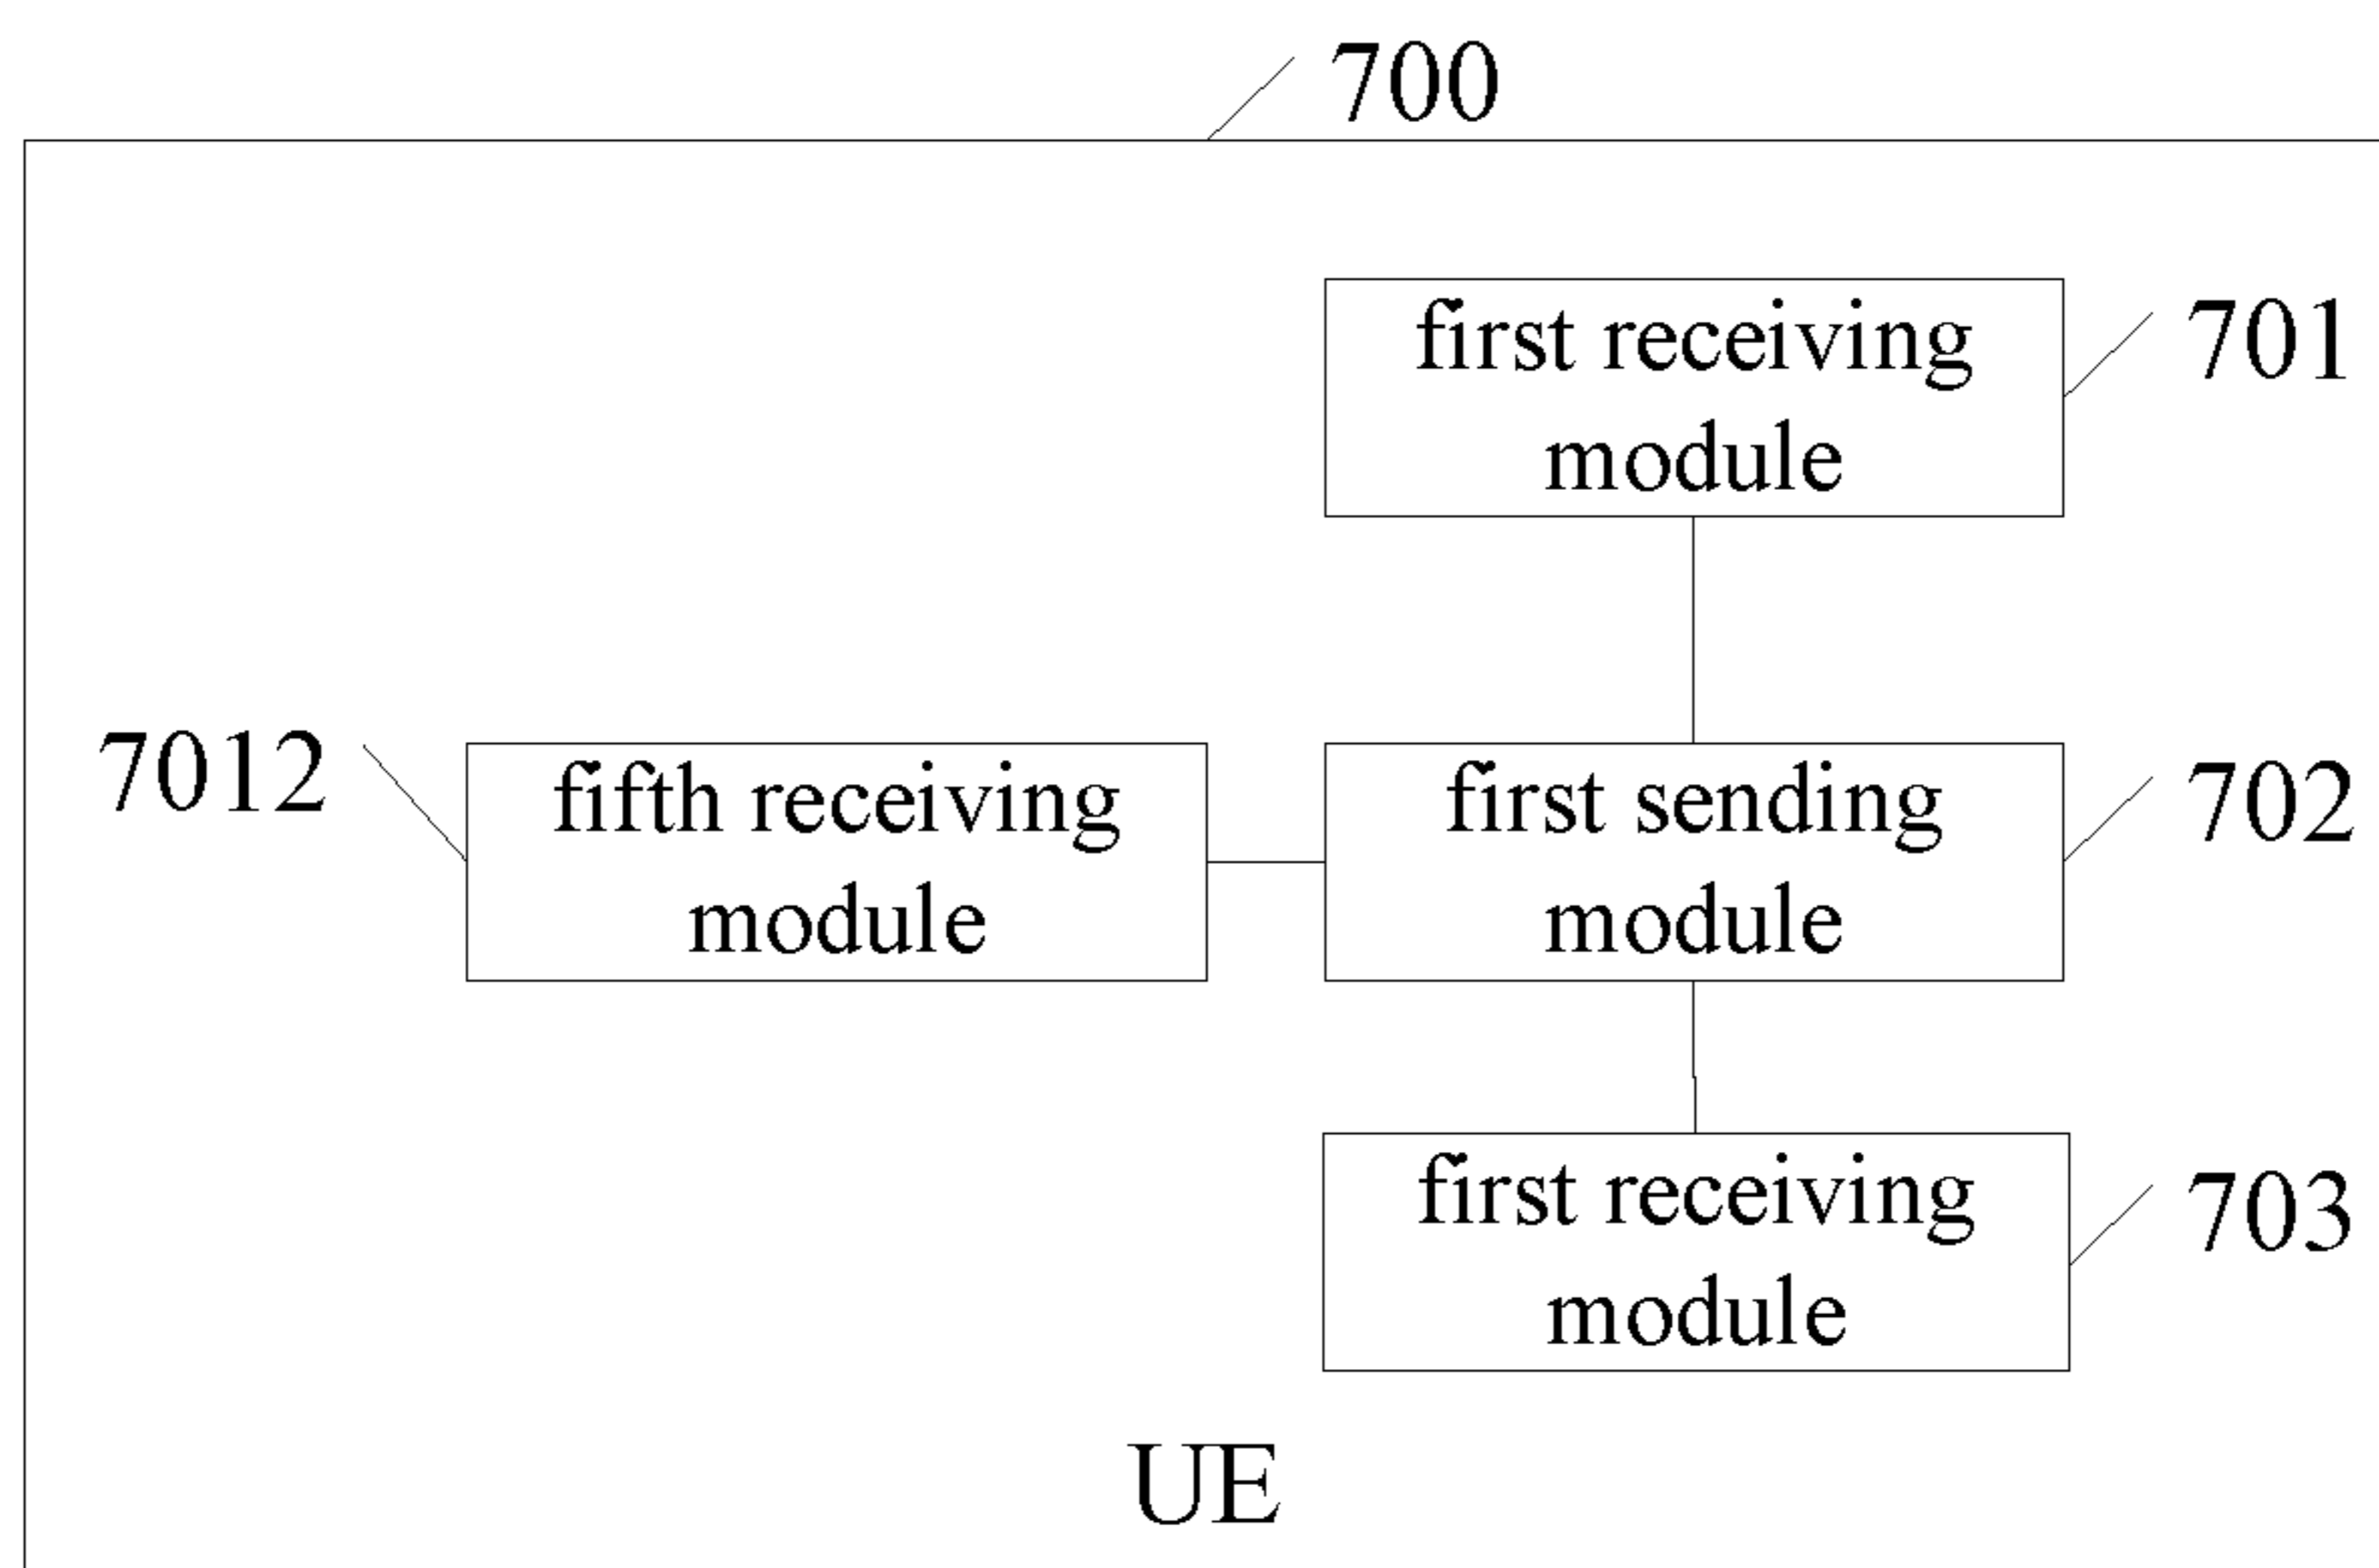 700
first receiving
module
701
7012
fifth receiving
module
first sending
module
702
first receiving
module
703
UE